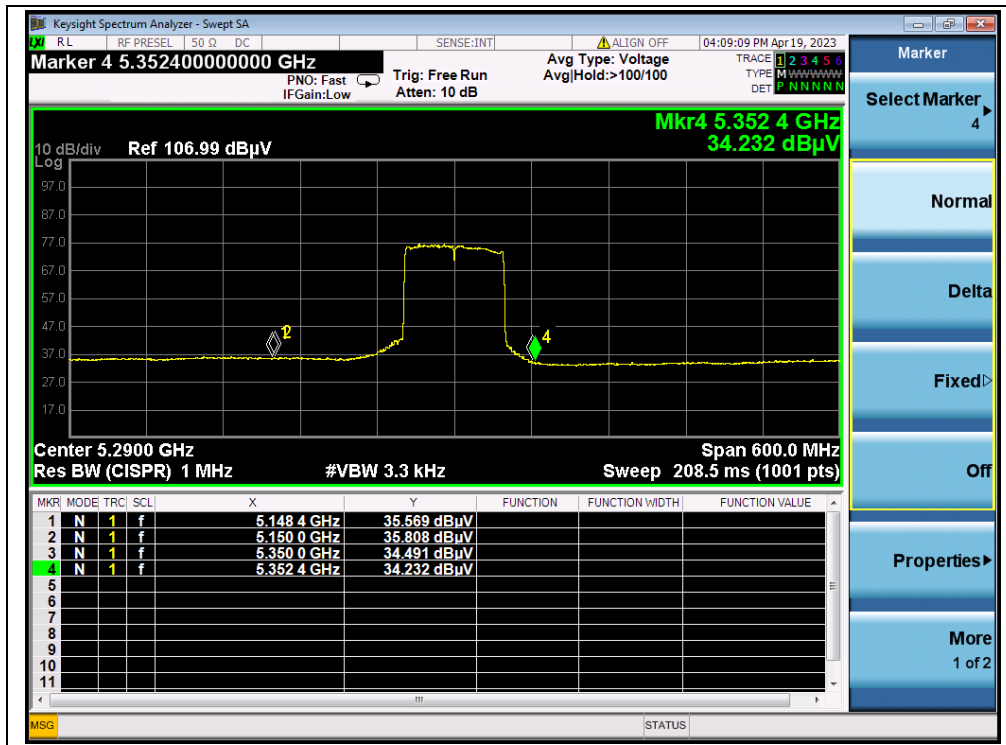 Keysight Spectrum Analyzer - Swept SA
LXI RL RF PRESEL 50 Ω DC SENSE:INT ALIGN OFF 04:09:09 PM Apr 19, 2023
Marker 4 5.352400000000 GHz
PNO: Fast
IFGain:Low
Trig: Free Run
Atten: 10 dB
Avg Type: Voltage
Avg|Hold:>100/100
TRACE 1 2 3 4 5 6
TYPE M W W W W W
DET P N N N N N
Mkr4 5.352 4 GHz
34.232 dBµV
10 dB/div Ref 106.99 dBµV
Log
97.0
87.0
77.0
67.0
57.0
47.0
37.0
27.0
17.0
2
4
Center 5.2900 GHz Span 600.0 MHz
Res BW (CISPR) 1 MHz #VBW 3.3 kHz Sweep 208.5 ms (1001 pts)
MKR MODE TRC SCL X Y FUNCTION FUNCTION WIDTH FUNCTION VALUE
1 N 1 f 5.148 4 GHz 35.569 dBµV
2 N 1 f 5.150 0 GHz 35.808 dBµV
3 N 1 f 5.350 0 GHz 34.491 dBµV
4 N 1 f 5.352 4 GHz 34.232 dBµV
5
6
7
8
9
10
11
MSG STATUS
Marker
Select Marker
4
Normal
Delta
Fixed
Off
Properties
More
1 of 2